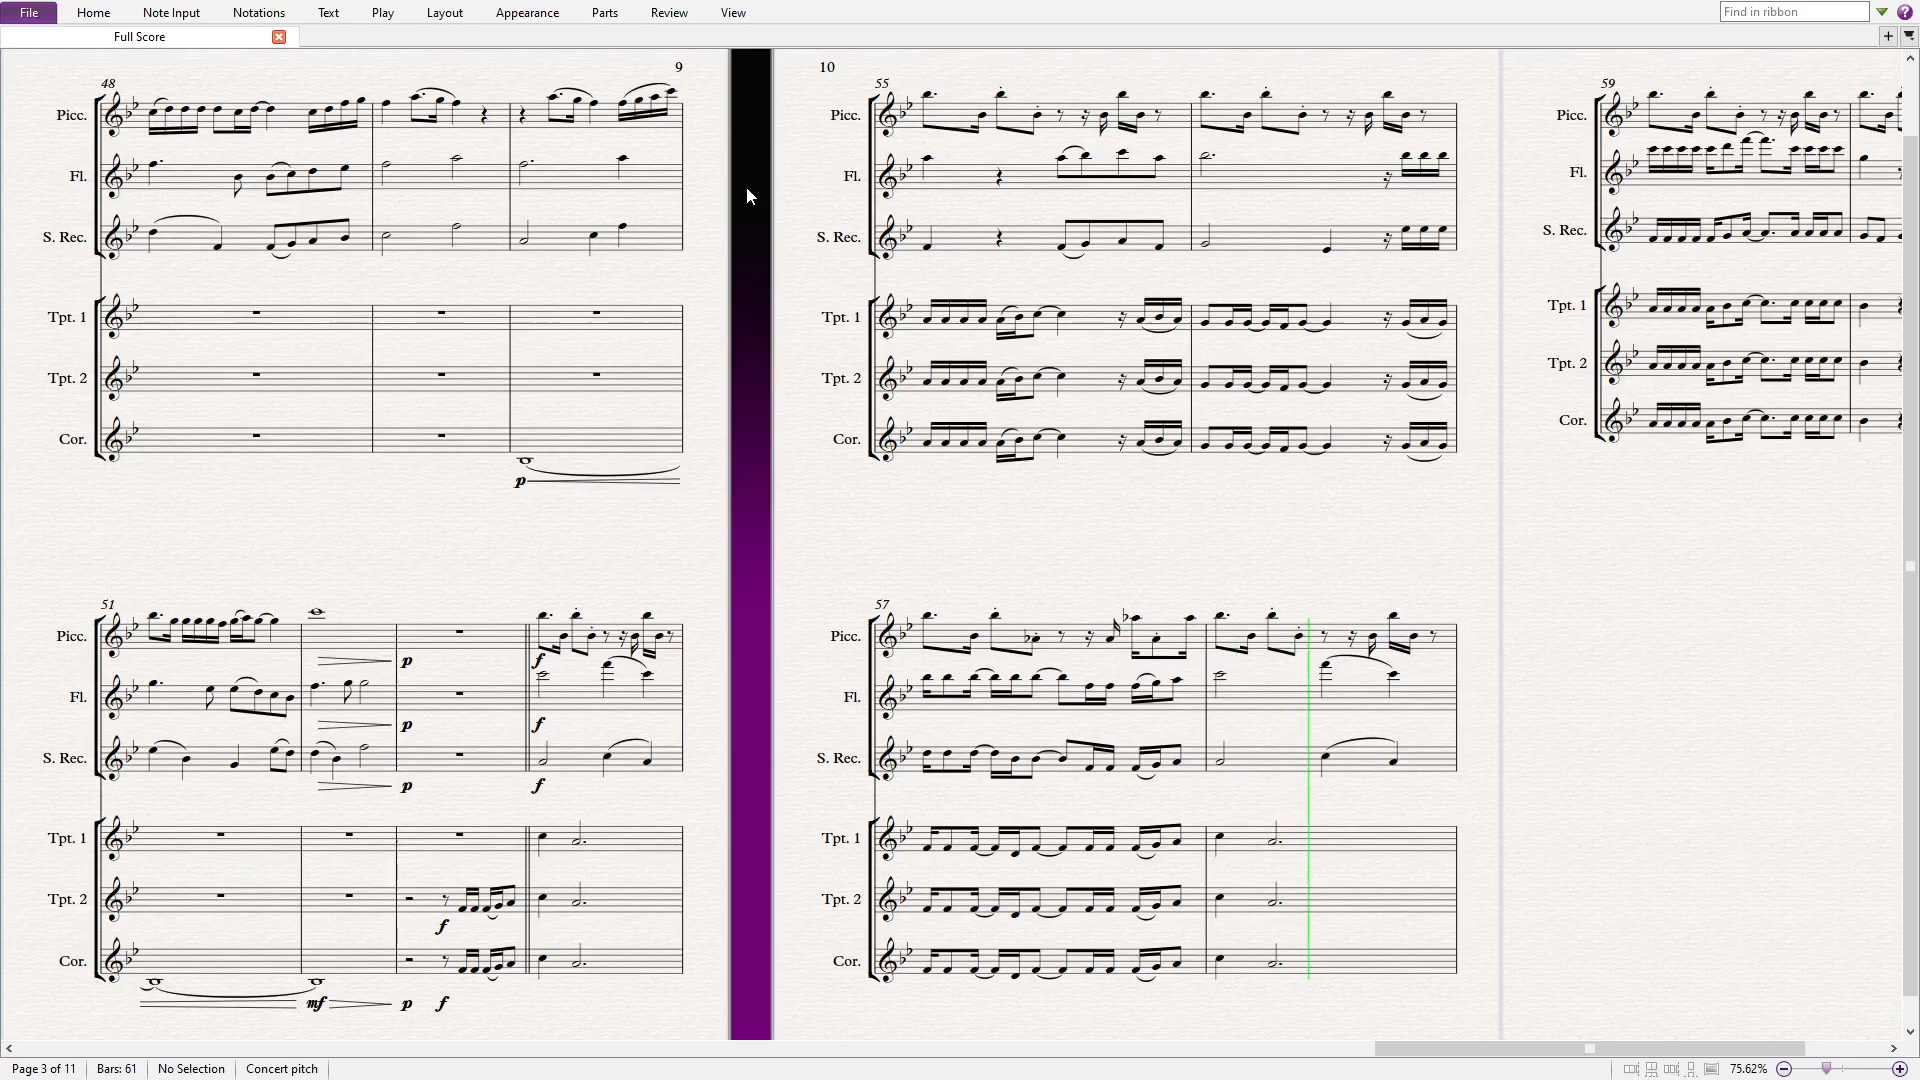 File Home Note Input Notations Text Play Layout Appearance Parts Review View Find in ribbon ?
Full Score
9
48
Picc.
Fl.
S. Rec.
Tpt. 1
Tpt. 2
Cor.
p
51
Picc.
f
p
Fl.
p f
S. Rec.
p f
Tpt. 1
Tpt. 2
f
Cor.
mf p f
10
55
Picc.
Fl.
S. Rec.
Tpt. 1
Tpt. 2
Cor.
57
Picc.
Fl.
S. Rec.
Tpt. 1
Tpt. 2
Cor.
59
Picc.
Fl.
S. Rec.
Tpt. 1
Tpt. 2
Cor.
Page 3 of 11 Bars: 61 No Selection Concert pitch 75.62%